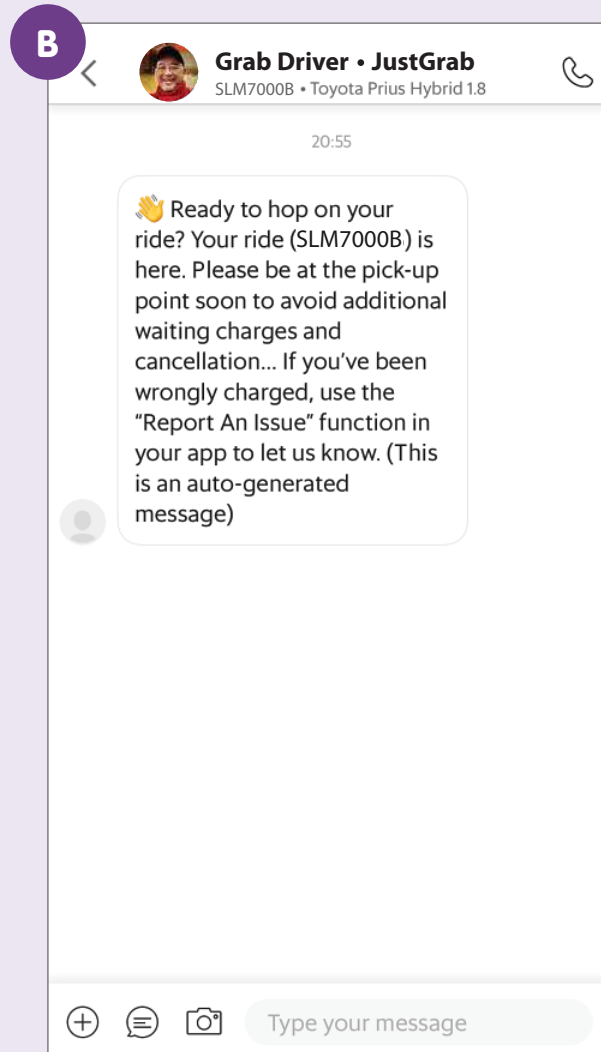 B
Grab Driver • JustGrab
SLM7000B • Toyota Prius Hybrid 1.8
20:55
👋 Ready to hop on your
ride? Your ride (SLM7000B) is
here. Please be at the pick-up
point soon to avoid additional
waiting charges and
cancellation... If you’ve been
wrongly charged, use the
“Report An Issue” function in
your app to let us know. (This
is an auto-generated
message)
Type your message